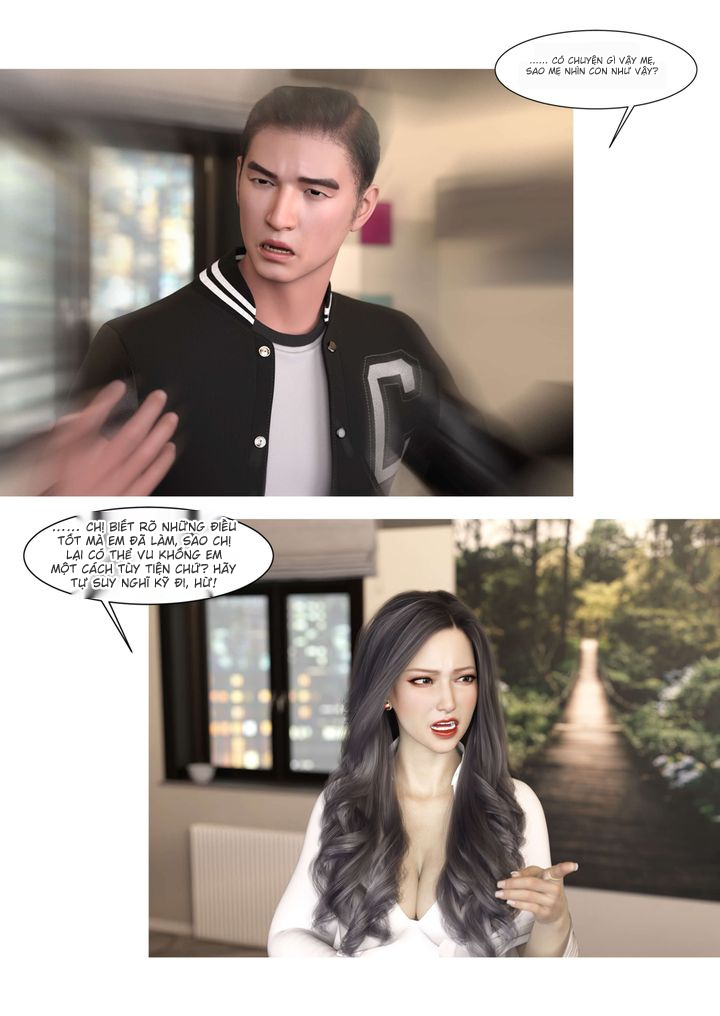 ...... CÓ CHUYỆN GÌ VẬY MẸ,
SAO MẸ NHÌN CON NHƯ VẬY?
C
...... CHỊ BIẾT RÕ NHỮNG ĐIỀU
TỐT MÀ EM ĐÃ LÀM, SAO CHỊ
LẠI CÓ THỂ VU KHỐNG EM
MỘT CÁCH TÙY TIỆN CHỨ? HÃY
TỰ SUY NGHĨ KỸ ĐI, HỪ!